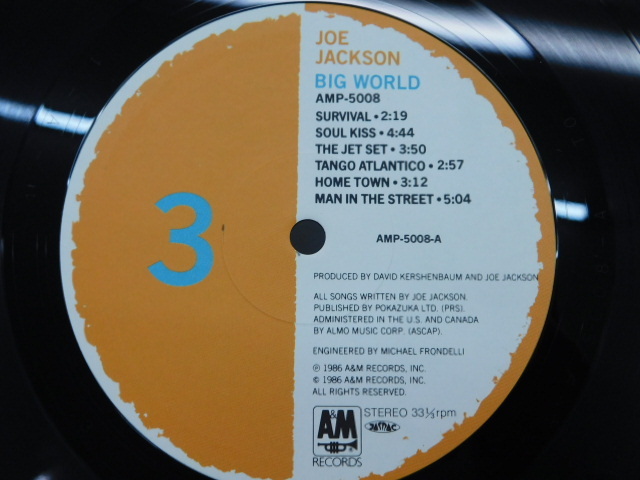 JOE
JACKSON
BIG WORLD
AMP-5008
SURVIVAL • 2:19
SOUL KISS • 4:44
THE JET SET • 3:50
TANGO ATLANTICO • 2:57
HOME TOWN • 3:12
MAN IN THE STREET • 5:04
3
AMP-5008-A
PRODUCED BY DAVID KERSHENBAUM AND JOE JACKSON
ALL SONGS WRITTEN BY JOE JACKSON.
PUBLISHED BY POKAZUKA LTD. (PRS).
ADMINISTERED IN THE U.S. AND CANADA
BY ALMO MUSIC CORP. (ASCAP).
ENGINEERED BY MICHAEL FRONDELLI
℗ 1986 A&M RECORDS, INC.
© 1986 A&M RECORDS, INC.
ALL RIGHTS RESERVED.
A&M
AM
RECORDS
STEREO 33⅓rpm
JASRAC